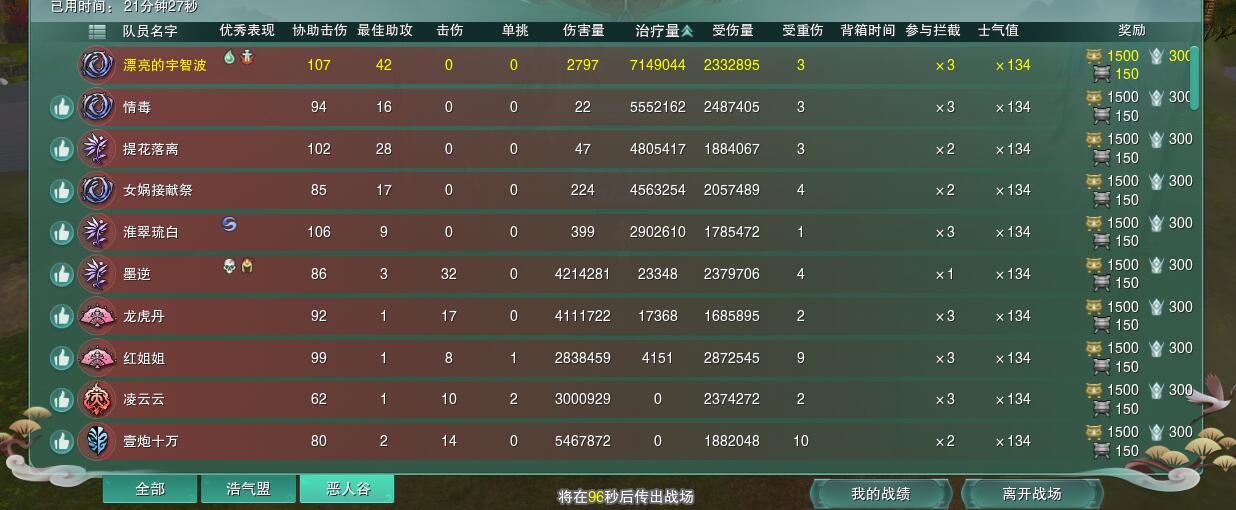 已用时间： 21分钟27秒
队员名字 优秀表现 协助击伤 最佳助攻 击伤 单挑 伤害量 治疗量 受伤量 受重伤 背箱时间 参与拦截 士气值 奖励
漂亮的宇智波 107 42 0 0 2797 7149044 2332895 3 ×3 ×134 1500 300
150
情毒 94 16 0 0 22 5552162 2487405 3 ×3 ×134 1500 300
150
提花落离 102 28 0 0 47 4805417 1884067 3 ×2 ×134 1500 300
150
女娲接献祭 85 17 0 0 224 4563254 2057489 4 ×2 ×134 1500 300
150
淮翠琉白 106 9 0 0 399 2902610 1785472 1 ×3 ×134 1500 300
150
墨逆 86 3 32 0 4214281 23348 2379706 4 ×1 ×134 1500 300
150
龙虎丹 92 1 17 0 4111722 17368 1685895 2 ×3 ×134 1500 300
150
红姐姐 99 1 8 1 2838459 4151 2872545 9 ×3 ×134 1500 300
150
凌云云 62 1 10 2 3000929 0 2374272 2 ×3 ×134 1500 300
150
壹炮十万 80 2 14 0 5467872 0 1882048 10 ×2 ×134 1500 300
150
全部 浩气盟 恶人谷 将在96秒后传出战场 我的战绩 离开战场